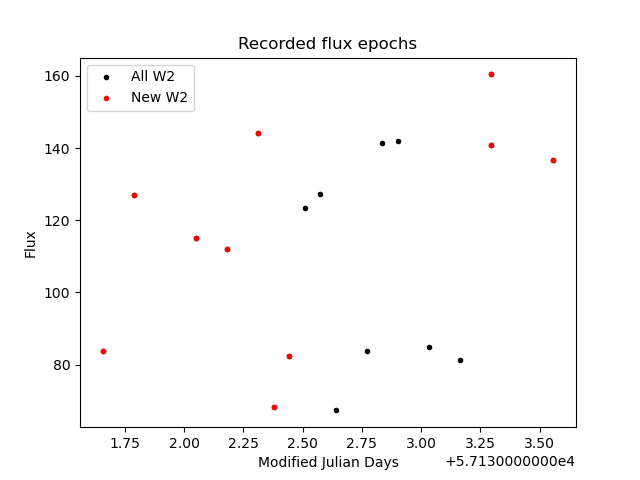 Recorded flux epochs
All W2
New W2
160
140
120
100
80
Flux
1.75 2.00 2.25 2.50 2.75 3.00 3.25 3.50
+5.7130000000e4
Modified Julian Days